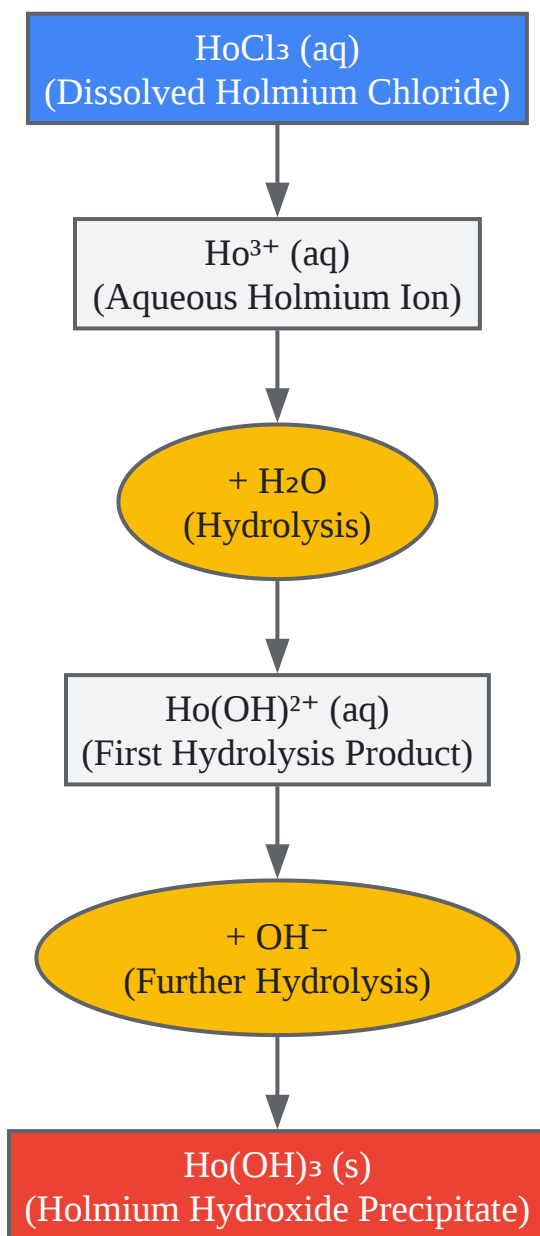 HoCl₃ (aq)
(Dissolved Holmium Chloride)
Ho³⁺ (aq)
(Aqueous Holmium Ion)
+ H₂O
(Hydrolysis)
Ho(OH)²⁺ (aq)
(First Hydrolysis Product)
+ OH⁻
(Further Hydrolysis)
Ho(OH)₃ (s)
(Holmium Hydroxide Precipitate)